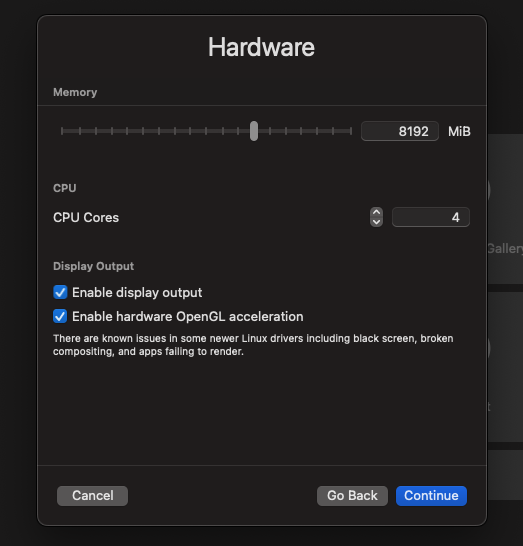 Hardware
Memory
8192 MiB
CPU
CPU Cores 4
Display Output
Enable display output
Enable hardware OpenGL acceleration
There are known issues in some newer Linux drivers including black screen, broken
compositing, and apps failing to render.
Gallery
Cancel Go Back Continue